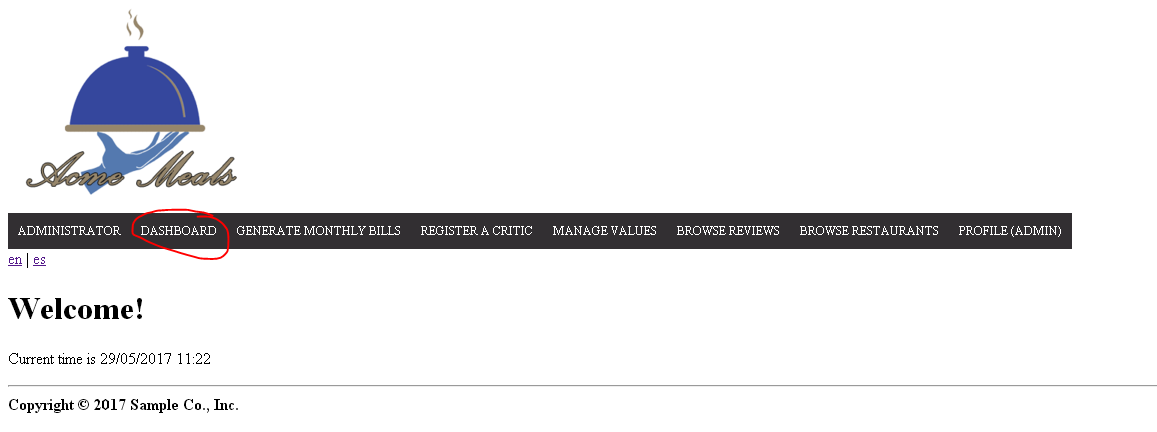 Acme Meals
ADMINISTRATOR DASHBOARD GENERATE MONTHLY BILLS REGISTER A CRITIC MANAGE VALUES BROWSE REVIEWS BROWSE RESTAURANTS PROFILE (ADMIN)
en | es
Welcome!
Current time is 29/05/2017 11:22
Copyright © 2017 Sample Co., Inc.